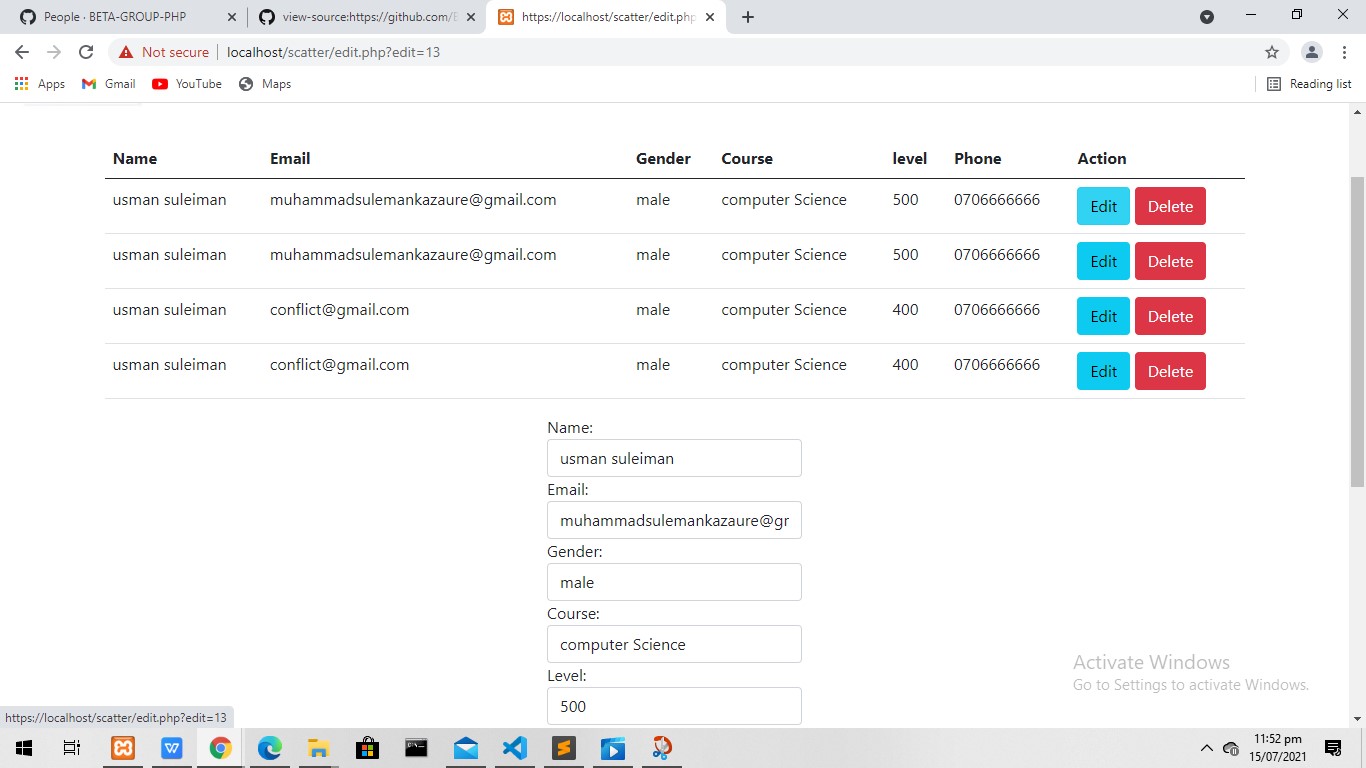 People · BETA-GROUP-PHP
view-source:https://github.com/
https://localhost/scatter/edit.php
Not secure
localhost/scatter/edit.php?edit=13
Apps
Gmail
YouTube
Maps
Reading list
Name Email Gender Course level Phone Action
usman suleiman muhammadsulemankazaure@gmail.com male computer Science 500 0706666666 Edit Delete
usman suleiman muhammadsulemankazaure@gmail.com male computer Science 500 0706666666 Edit Delete
usman suleiman conflict@gmail.com male computer Science 400 0706666666 Edit Delete
usman suleiman conflict@gmail.com male computer Science 400 0706666666 Edit Delete
Name:
usman suleiman
Email:
muhammadsulemankazaure@gr
Gender:
male
Course:
computer Science
Level:
500
Activate Windows
Go to Settings to activate Windows.
https://localhost/scatter/edit.php?edit=13
11:52 pm
15/07/2021